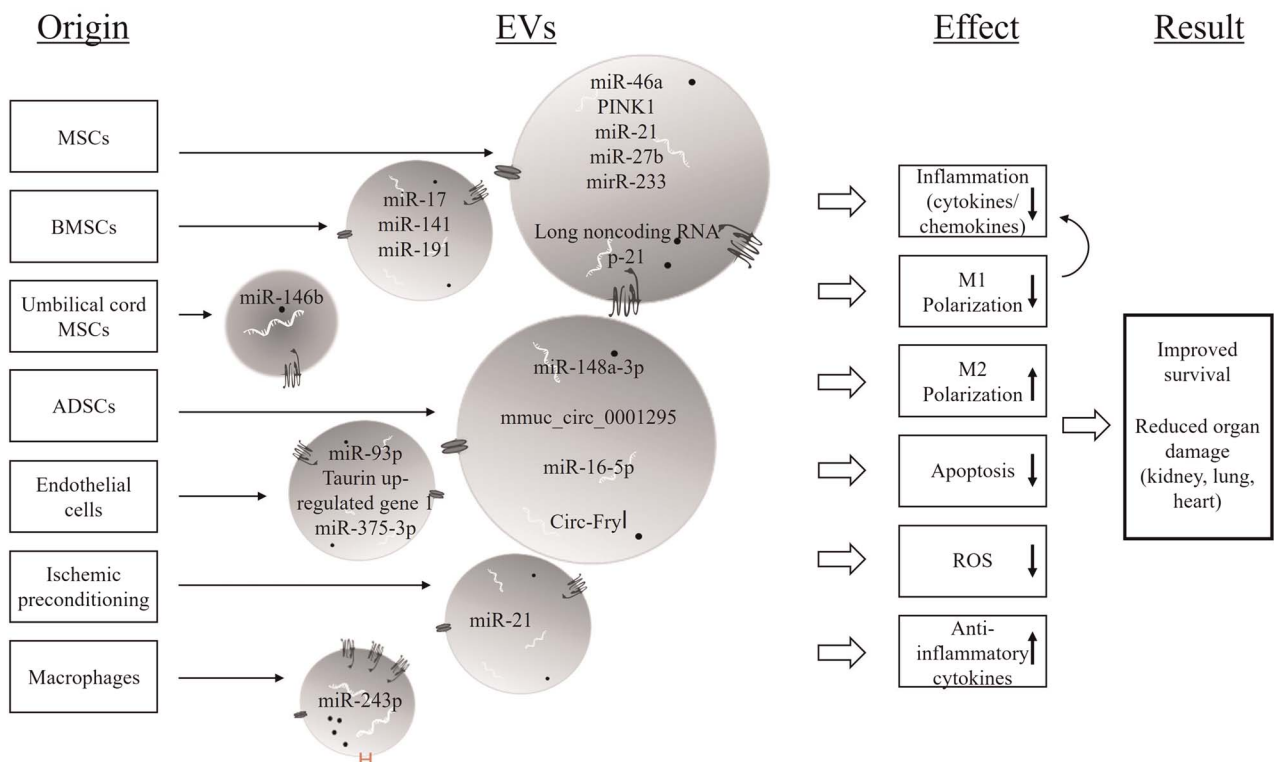 Origin
EVs
Effect
Result
MSCs
BMSCs
Umbilical cord
MSCs
ADSCs
Endothelial
cells
Ischemic
preconditioning
Macrophages
miR-46a
PINK1
miR-21
miR-27b
mirR-233
Long noncoding RNA
p-21
miR-17
miR-141
miR-191
miR-146b
miR-148a-3p
mmuc_circ_0001295
miR-16-5p
Circ-Fryl
miR-93p
Taurin up-
regulated gene 1
miR-375-3p
miR-21
miR-243p
Inflammation
(cytokines/
chemokines)
M1
Polarization
M2
Polarization
Apoptosis
ROS
Anti-
inflammatory
cytokines
Improved
survival
Reduced organ
damage
(kidney, lung,
heart)